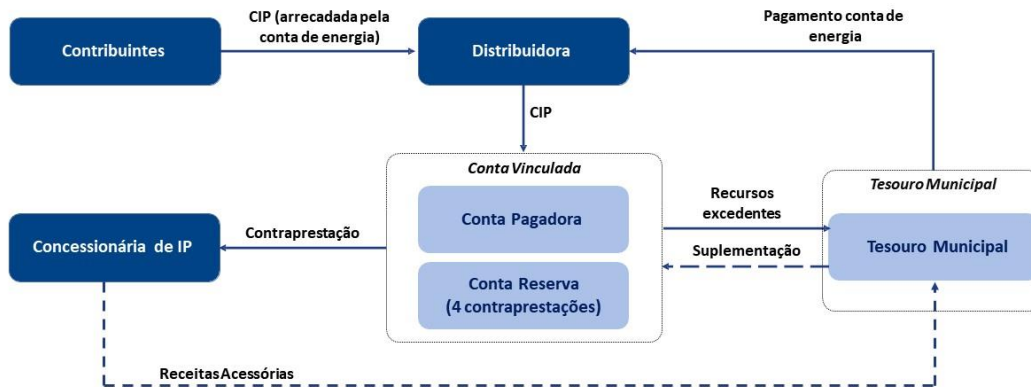 CIP (arrecadada pela
conta de energia)
Pagamento conta de
energia
Contribuintes
Distribuidora
CIP
Conta Vinculada
Tesouro Municipal
Conta Pagadora
Recursos
excedentes
Concessionária de IP
Contraprestação
Tesouro Municipal
Suplementação
Conta Reserva
(4 contraprestações)
Receitas Acessórias